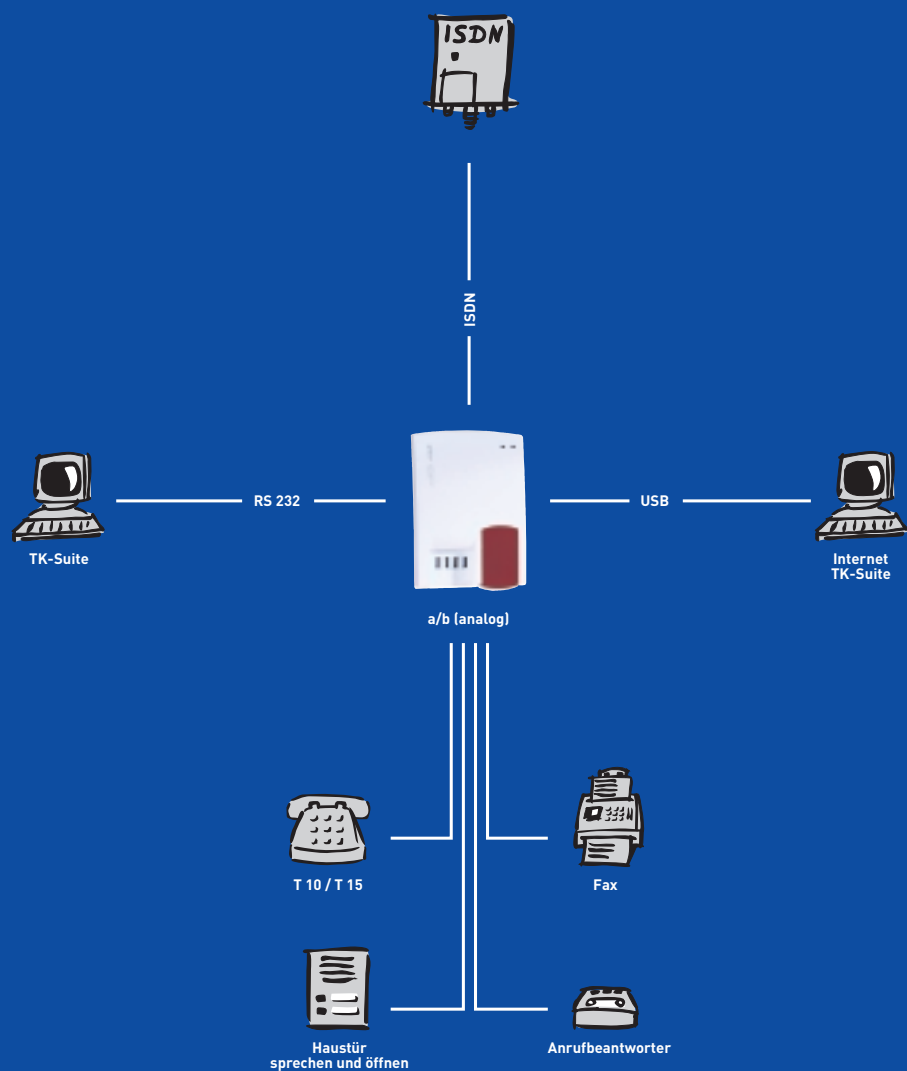 ISDN
ISDN
TK-Suite
RS 232
USB
Internet
TK-Suite
a/b (analog)
T 10 / T 15
Fax
Haustür
sprechen und öffnen
Anrufbeantworter